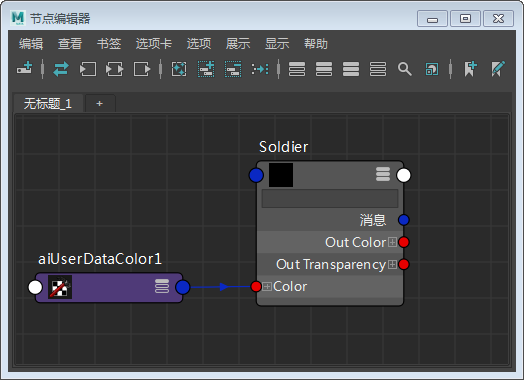 节点编辑器
编辑 查看 书签 选项卡 选项 展示 显示 帮助
无标题_1 +
Soldier
消息
Out Color
aiUserDataColor1
Out Transparency
Color